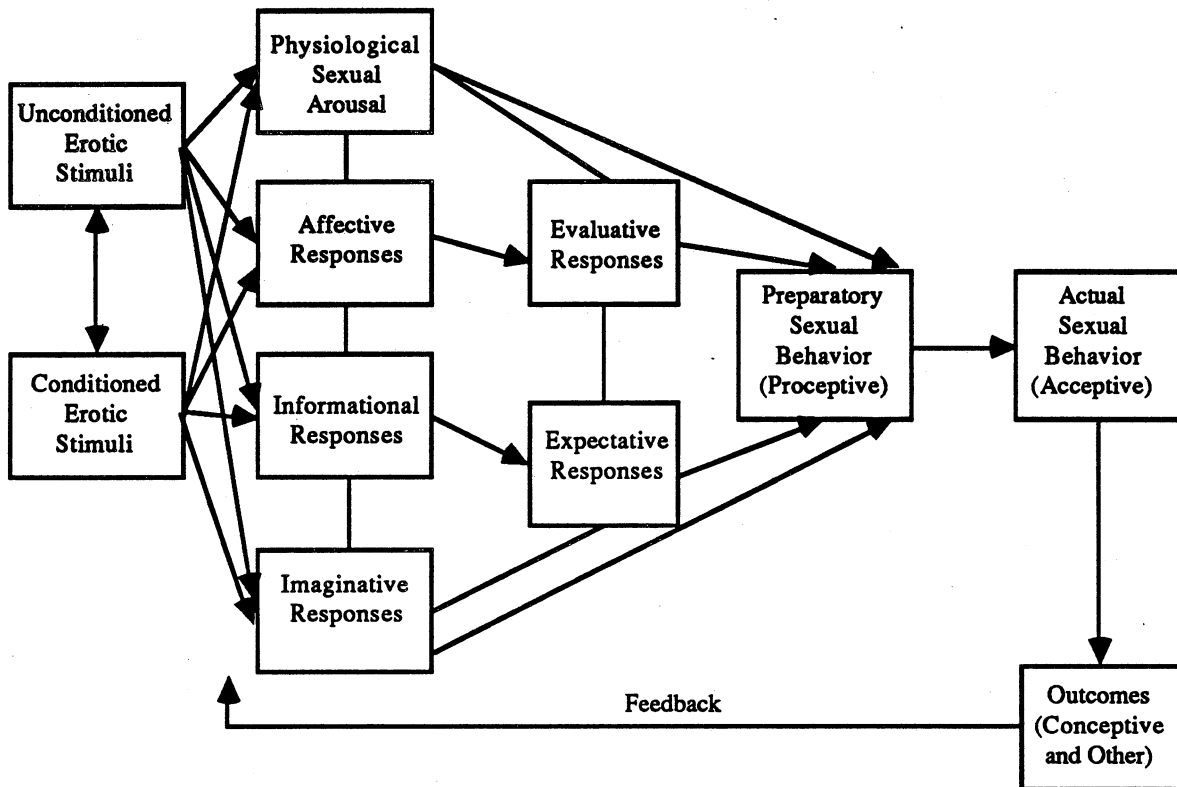 Physiological
Sexual
Arousal
Unconditioned
Erotic
Stimuli
Affective
Responses
Evaluative
Responses
Preparatory
Sexual
Behavior
(Proceptive)
Actual
Sexual
Behavior
(Acceptive)
Conditioned
Erotic
Stimuli
Informational
Responses
Expectative
Responses
Imaginative
Responses
Feedback
Outcomes
(Conceptive
and Other)